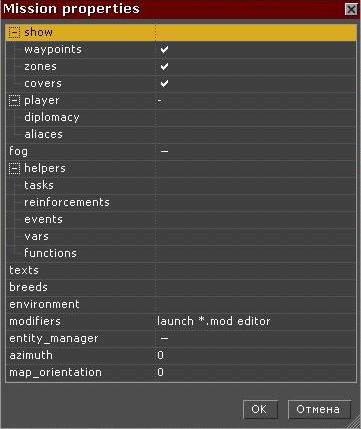 Mission properties
show
waypoints ✔
zones ✔
covers ✔
player -
diplomacy
aliaces
fog —
helpers
tasks
reinforcements
events
vars
functions
texts
breeds
environment
modifiers launch *.mod editor
entity_manager —
azimuth 0
map_orientation 0
OK Отмена